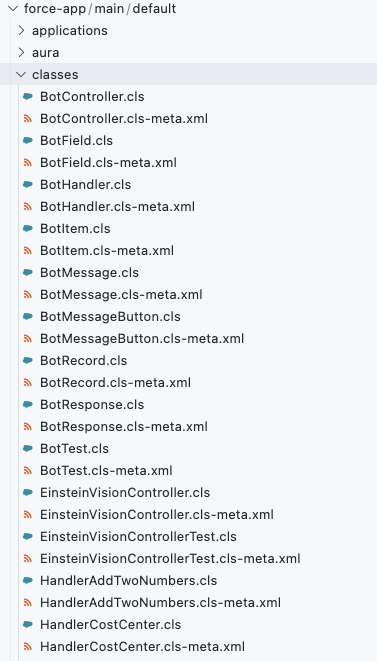 force-app/main/default
applications
aura
classes
BotController.cls
BotController.cls-meta.xml
BotField.cls
BotField.cls-meta.xml
BotHandler.cls
BotHandler.cls-meta.xml
BotItem.cls
BotItem.cls-meta.xml
BotMessage.cls
BotMessage.cls-meta.xml
BotMessageButton.cls
BotMessageButton.cls-meta.xml
BotRecord.cls
BotRecord.cls-meta.xml
BotResponse.cls
BotResponse.cls-meta.xml
BotTest.cls
BotTest.cls-meta.xml
EinsteinVisionController.cls
EinsteinVisionController.cls-meta.xml
EinsteinVisionControllerTest.cls
EinsteinVisionControllerTest.cls-meta.xml
HandlerAddTwoNumbers.cls
HandlerAddTwoNumbers.cls-meta.xml
HandlerCostCenter.cls
HandlerCostCenter.cls-meta.xml